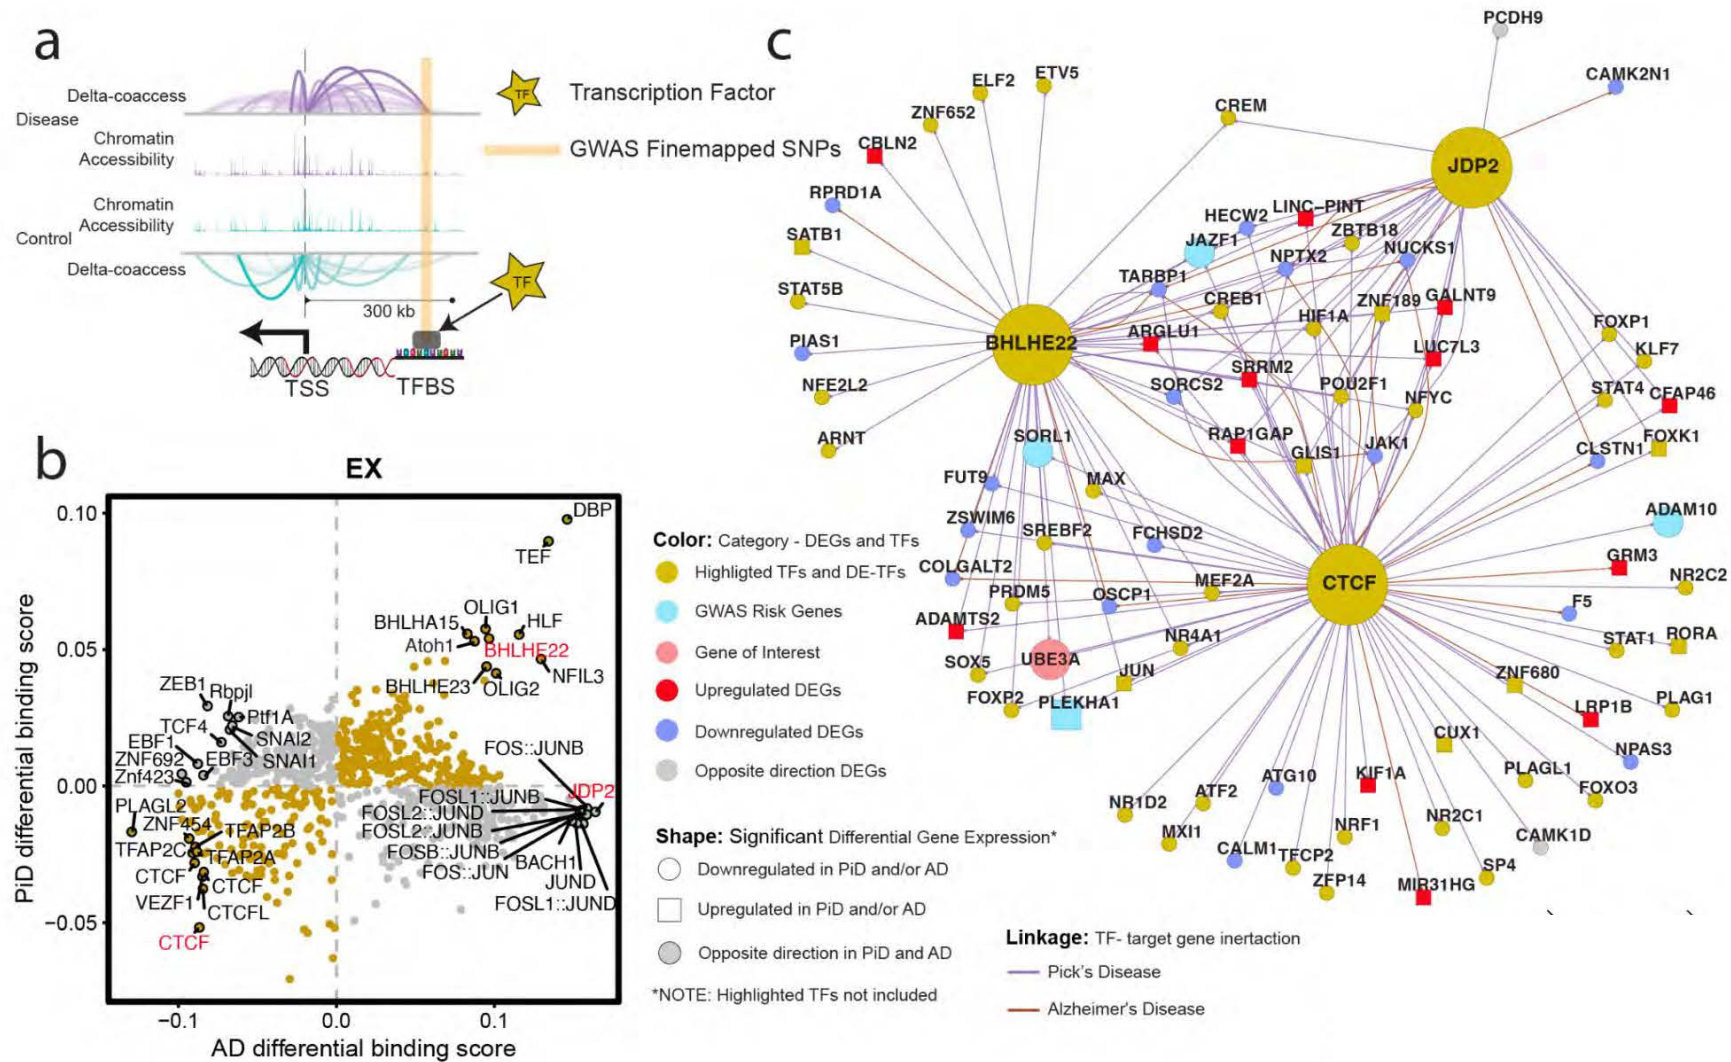 a
Delta-coaccess
Disease
Chromatin
Accessibility
Chromatin
Accessibility
Control
Delta-coaccess
300 kb
TSS
TFBS
TF
Transcription Factor
GWAS Finemapped SNPs
TF
b
EX
PiD differential binding score
0.10
0.05
0.00
−0.05
−0.1
0.0
0.1
AD differential binding score
DBP
TEF
OLIG1
BHLHA15
HLF
Atoh1
BHLHE22
NFIL3
BHLHE23
OLIG2
ZEB1
Rbpjl
Ptf1A
TCF4
SNAI2
EBF1
EBF3
SNAI1
ZNF692
Znf423
PLAGL2
ZNF454
TFAP2B
TFAP2C
TFAP2A
CTCF
CTCF
VEZF1
CTCFL
CTCF
FOS::JUNB
JDP2
FOSL1::JUNB
FOSL2::JUND
FOSL2::JUNB
FOSB::JUNB
BACH1
FOS::JUN
JUND
FOSL1::JUND
Color: Category - DEGs and TFs
Highligted TFs and DE-TFs
GWAS Risk Genes
Gene of Interest
Upregulated DEGs
Downregulated DEGs
Opposite direction DEGs
Shape: Significant Differential Gene Expression*
Downregulated in PiD and/or AD
Upregulated in PiD and/or AD
Opposite direction in PiD and AD
*NOTE: Highlighted TFs not included
c
PCDH9
CAMK2N1
ELF2
ETV5
ZNF652
CREM
CBLN2
JDP2
RPRD1A
LINC−PINT
HECW2
SATB1
JAZF1
ZBTB18
NUCKS1
NPTX2
TARBP1
STAT5B
CREB1
ZNF189
GALNT9
HIF1A
FOXP1
PIAS1
BHLHE22
ARGLU1
LUC7L3
KLF7
SRRM2
NFE2L2
SORCS2
POU2F1
NFYC
STAT4
CFAP46
ARNT
SORL1
RAP1GAP
GLIS1
JAK1
FOXK1
CLSTN1
FUT9
MAX
ADAM10
ZSWIM6
SREBF2
FCHSD2
GRM3
COLGALT2
CTCF
NR2C2
PRDM5
OSCP1
MEF2A
F5
ADAMTS2
NR4A1
STAT1
RORA
SOX5
UBE3A
JUN
ZNF680
FOXP2
PLEKHA1
LRP1B
PLAG1
CUX1
NPAS3
ATG10
KIF1A
PLAGL1
FOXO3
NR1D2
ATF2
NR2C1
MXI1
NRF1
CAMK1D
CALM1
TFCP2
SP4
ZFP14
MIR31HG
Linkage: TF- target gene inertaction
Pick's Disease
Alzheimer's Disease